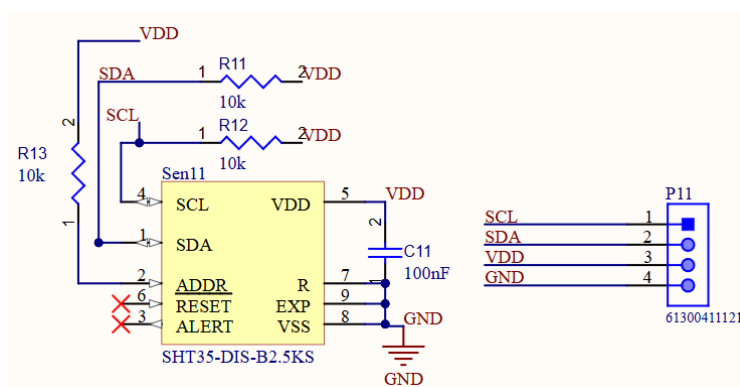 VDD
SDA 1 R11 2 VDD
10k
SCL 1 R12 2 VDD
10k
2
R13
10k
1
Sen11
4 SCL VDD 5 VDD
1 SDA
2 C11 100nF 1
2 ADDR R 7
6 RESET EXP 9
3 ALERT VSS 8
GND
SHT35-DIS-B2.5KS
GND
P11
SCL 1
SDA 2
VDD 3
GND 4
61300411121